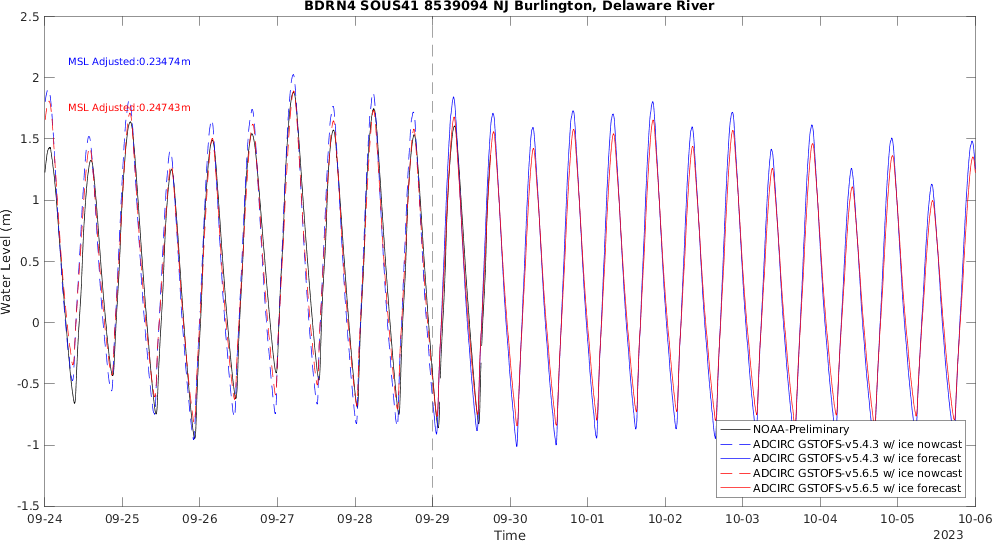 BDRN4 SOUS41 8539094 NJ Burlington, Delaware River
2.5
2
1.5
1
0.5
0
-0.5
-1
-1.5
Water Level (m)
MSL Adjusted:0.23474m
MSL Adjusted:0.24743m
NOAA-Preliminary
ADCIRC GSTOFS-v5.4.3 w/ ice nowcast
ADCIRC GSTOFS-v5.4.3 w/ ice forecast
ADCIRC GSTOFS-v5.6.5 w/ ice nowcast
ADCIRC GSTOFS-v5.6.5 w/ ice forecast
09-24 09-25 09-26 09-27 09-28 09-29 09-30 10-01 10-02 10-03 10-04 10-05 10-06
Time
2023